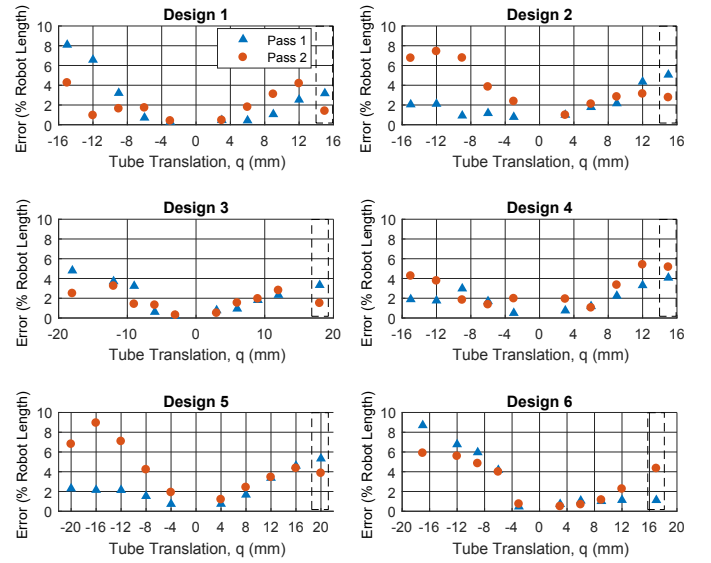 Design 1
10
8
6
4
2
0
Error (% Robot Length)
-16 -12 -8 -4 0 4 8 12 16
Tube Translation, q (mm)
Pass 1
Pass 2
Design 2
10
8
6
4
2
0
Error (% Robot Length)
-16 -12 -8 -4 0 4 8 12 16
Tube Translation, q (mm)
Design 3
10
8
6
4
2
0
Error (% Robot Length)
-20 -12 -4 4 12 20
Tube Translation, q (mm)
Design 4
10
8
6
4
2
0
Error (% Robot Length)
-16 -12 -8 -4 0 4 8 12 16
Tube Translation, q (mm)
Design 5
10
8
6
4
2
0
Error (% Robot Length)
-20 -16 -12 -8 -4 0 4 8 12 16 20
Tube Translation, q (mm)
Design 6
10
8
6
4
2
0
Error (% Robot Length)
-20 -16 -12 -8 -4 0 4 8 12 16 20
Tube Translation, q (mm)